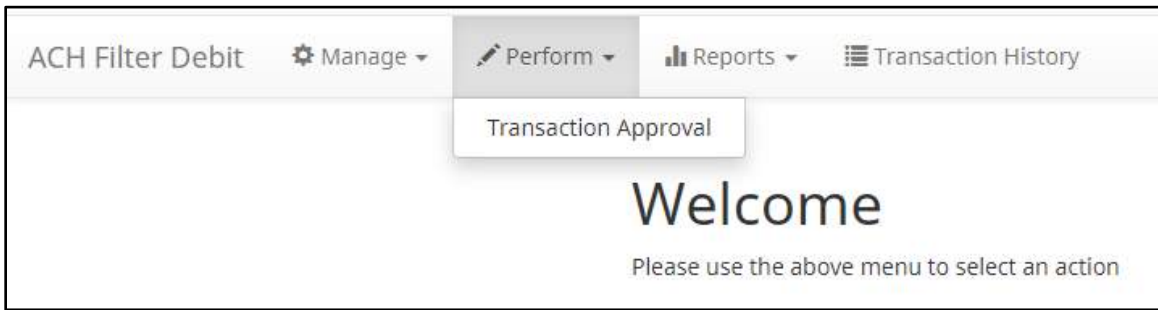 ACH Filter Debit Manage Perform Reports Transaction History
Transaction Approval
Welcome
Please use the above menu to select an action